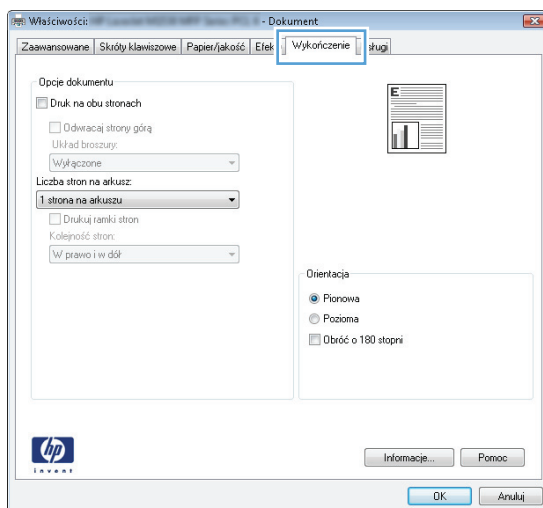 Właściwości: - Dokument
Zaawansowane Skróty klawiszowe Papier/jakość Efek Wykończenie sługi
Opcje dokumentu
Druk na obu stronach
Odwracaj strony górą
Układ broszury:
Wyłączone
Liczba stron na arkusz:
1 strona na arkuszu
Drukuj ramki stron
Kolejność stron:
W prawo i w dół
E
Orientacja
Pionowa
Pozioma
Obróć o 180 stopni
hp
invent
Informacje... Pomoc
OK Anuluj